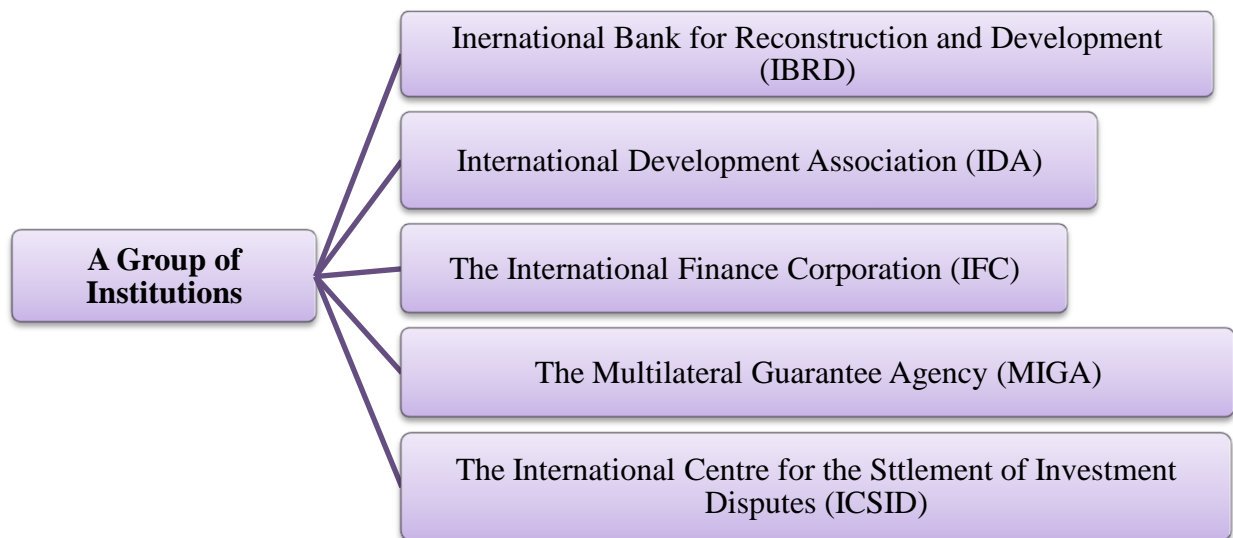 Inernational Bank for Reconstruction and Development
(IBRD)
International Development Association (IDA)
A Group of
Institutions
The International Finance Corporation (IFC)
The Multilateral Guarantee Agency (MIGA)
The International Centre for the Sttlement of Investment
Disputes (ICSID)